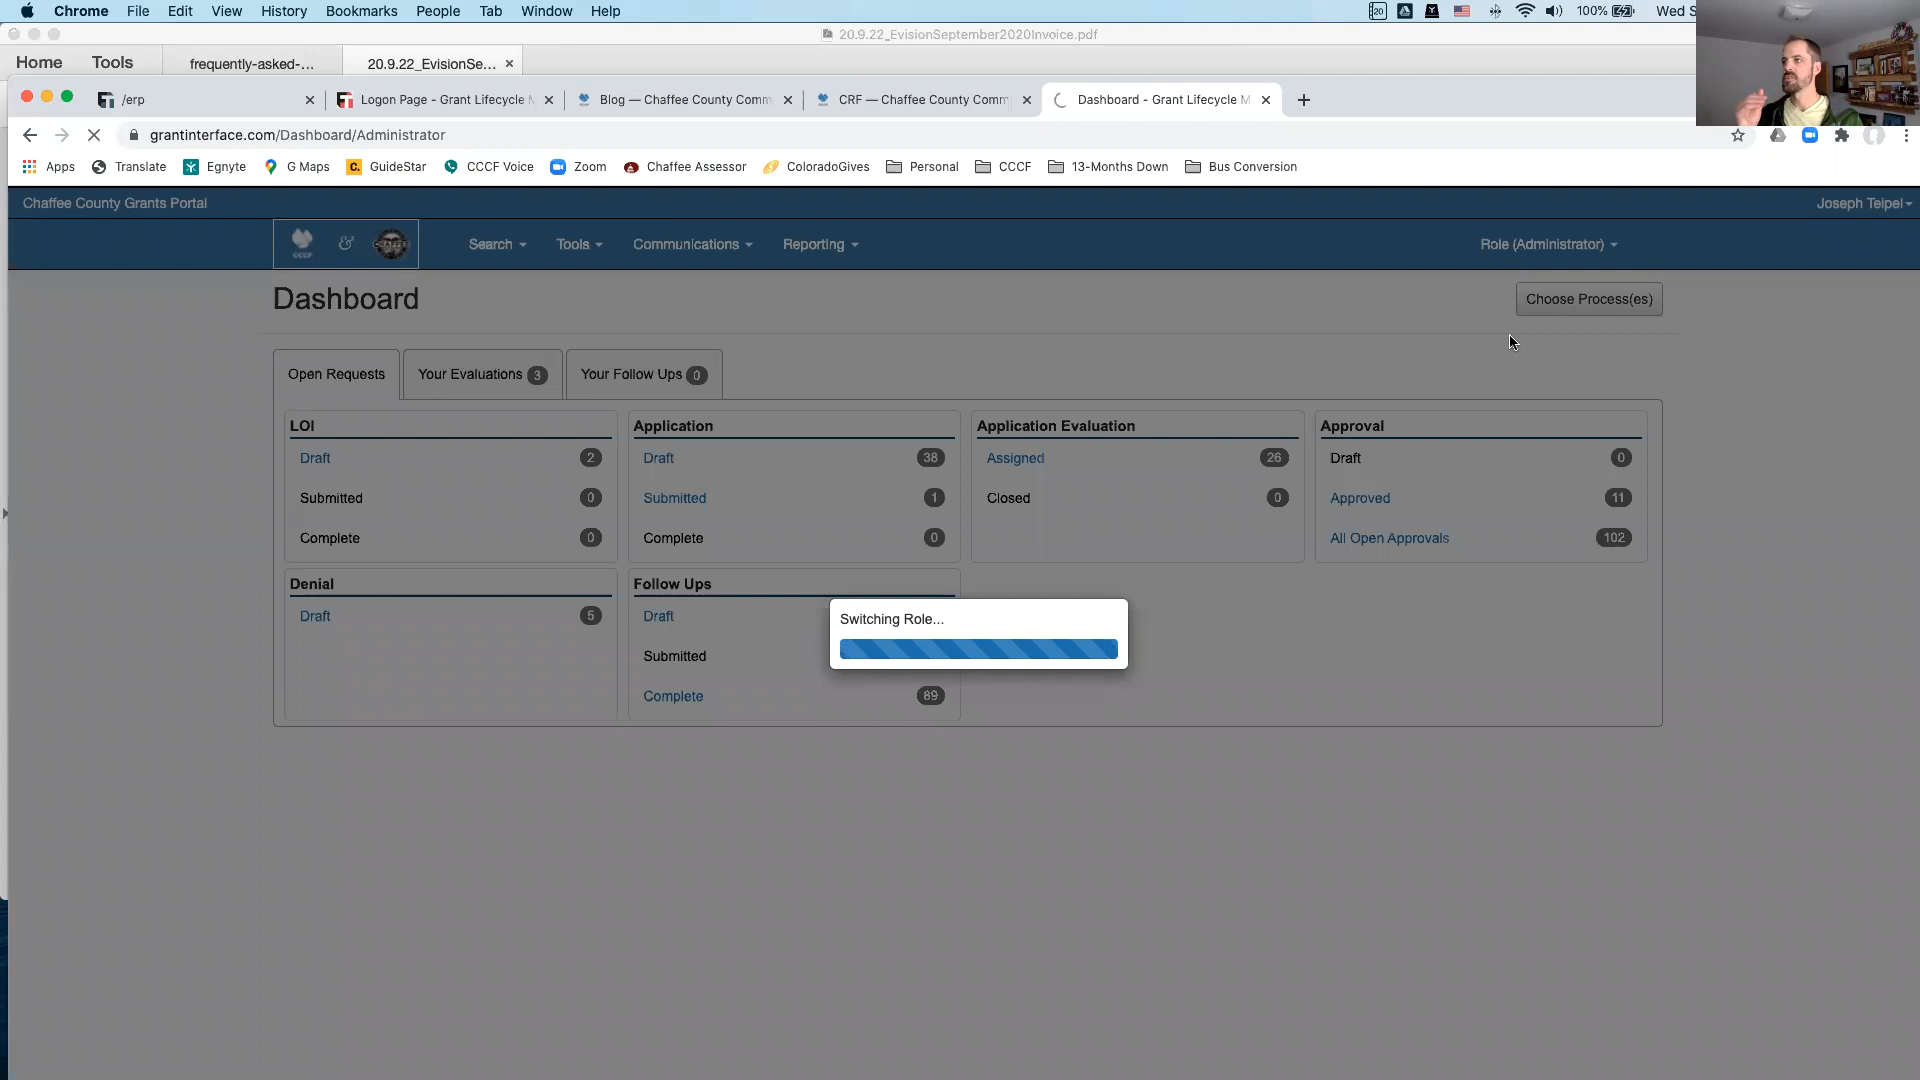 Chrome File Edit View History Bookmarks People Tab Window Help 20 100% Wed S
20.9.22_EvisionSeptember2020Invoice.pdf
Home Tools frequently-asked-... 20.9.22_EvisionSe... ×
/erp × Logon Page - Grant Lifecycle M × Blog — Chaffee County Comm × CRF — Chaffee County Comm × Dashboard - Grant Lifecycle M × +
grantinterface.com/Dashboard/Administrator
Apps Translate Egnyte G Maps GuideStar CCCF Voice Zoom Chaffee Assessor ColoradoGives Personal CCCF 13-Months Down Bus Conversion
Chaffee County Grants Portal Joseph Teipel
CCCF & CHAFFEE Search Tools Communications Reporting Role (Administrator)
Dashboard Choose Process(es)
Open Requests Your Evaluations 3 Your Follow Ups 0
LOI Application Application Evaluation Approval
Draft 2 Draft 38 Assigned 26 Draft 0
Submitted 0 Submitted 1 Closed 0 Approved 11
Complete 0 Complete 0 All Open Approvals 102
Denial Follow Ups
Draft 5 Draft
Switching Role...
Submitted
Complete 89